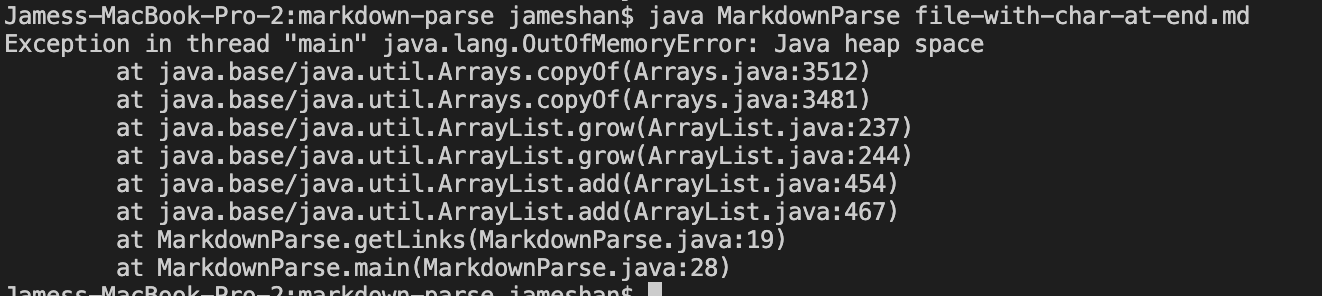 Jamess-MacBook-Pro-2:markdown-parse jameshan$ java MarkdownParse file-with-char-at-end.md
Exception in thread "main" java.lang.OutOfMemoryError: Java heap space
        at java.base/java.util.Arrays.copyOf(Arrays.java:3512)
        at java.base/java.util.Arrays.copyOf(Arrays.java:3481)
        at java.base/java.util.ArrayList.grow(ArrayList.java:237)
        at java.base/java.util.ArrayList.grow(ArrayList.java:244)
        at java.base/java.util.ArrayList.add(ArrayList.java:454)
        at java.base/java.util.ArrayList.add(ArrayList.java:467)
        at MarkdownParse.getLinks(MarkdownParse.java:19)
        at MarkdownParse.main(MarkdownParse.java:28)
Jamess-MacBook-Pro-2:markdown-parse jameshan$